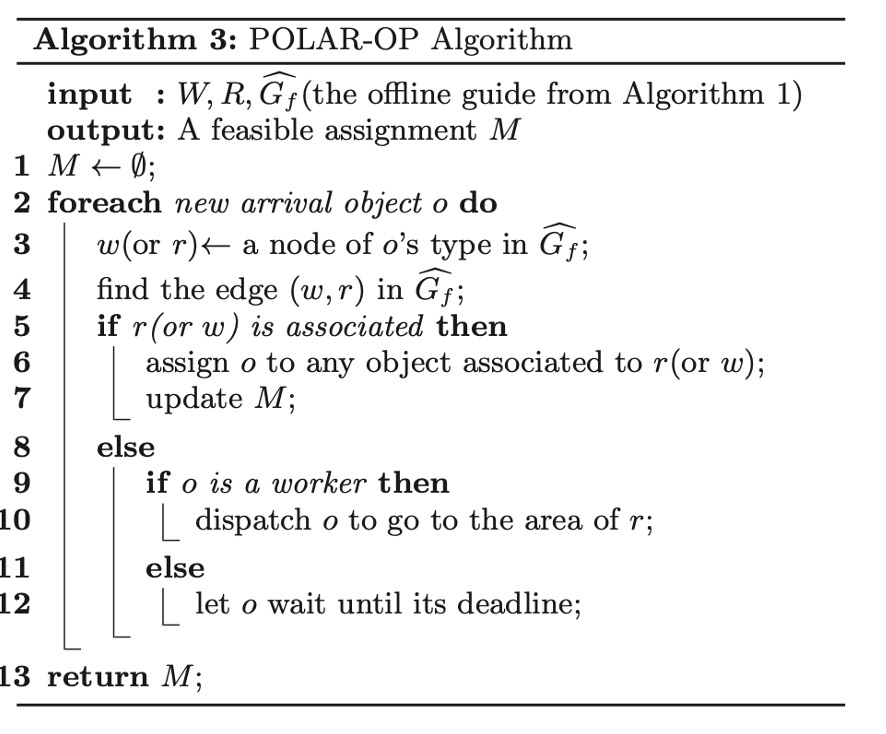 Algorithm 3: POLAR-OP Algorithm
input : W, R, \widehat{G_f}(the offline guide from Algorithm 1)
output: A feasible assignment M
1 M ← ∅;
2 foreach new arrival object o do
3 w(or r)← a node of o's type in \widehat{G_f};
4 find the edge (w, r) in \widehat{G_f};
5 if r(or w) is associated then
6 assign o to any object associated to r(or w);
7 update M;
8 else
9 if o is a worker then
10 dispatch o to go to the area of r;
11 else
12 let o wait until its deadline;
13 return M;